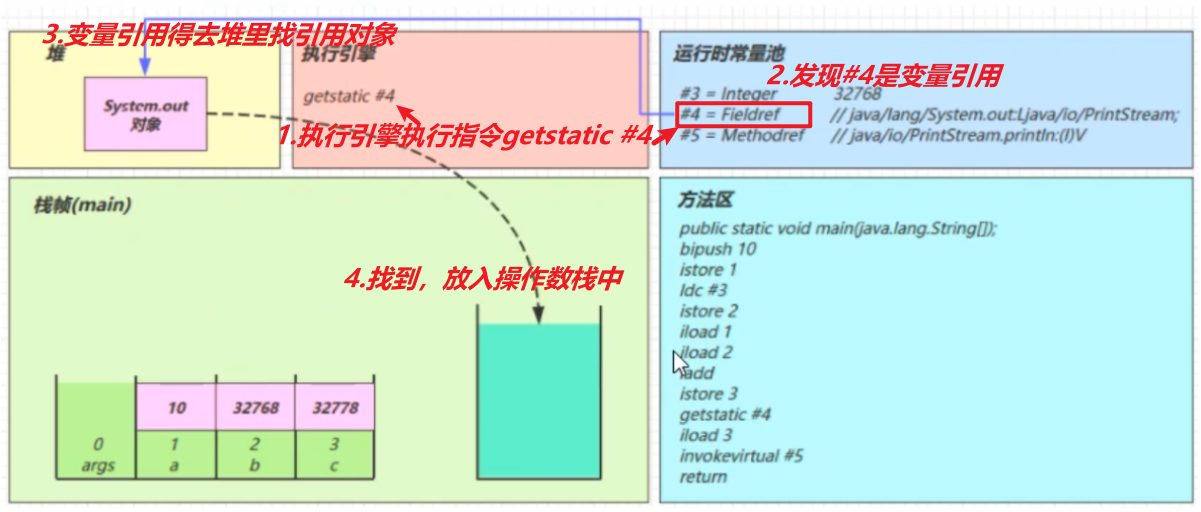 3.变量引用得去堆里找引用对象
堆
System.out
对象
执行引擎
getstatic #4
1.执行引擎执行指令getstatic #4
运行时常量池
2.发现#4是变量引用
#3 = Integer 32768
#4 = Fieldref // java/lang/System.out:Ljava/io/PrintStream;
#5 = Methodref // java/io/PrintStream.println:(I)V
栈帧(main)
4.找到，放入操作数栈中
10 32768 32778
0 1 2 3
args a b c
方法区
public static void main(java.lang.String[]);
bipush 10
istore 1
ldc #3
istore 2
iload 1
iload 2
iadd
istore 3
getstatic #4
iload 3
invokevirtual #5
return